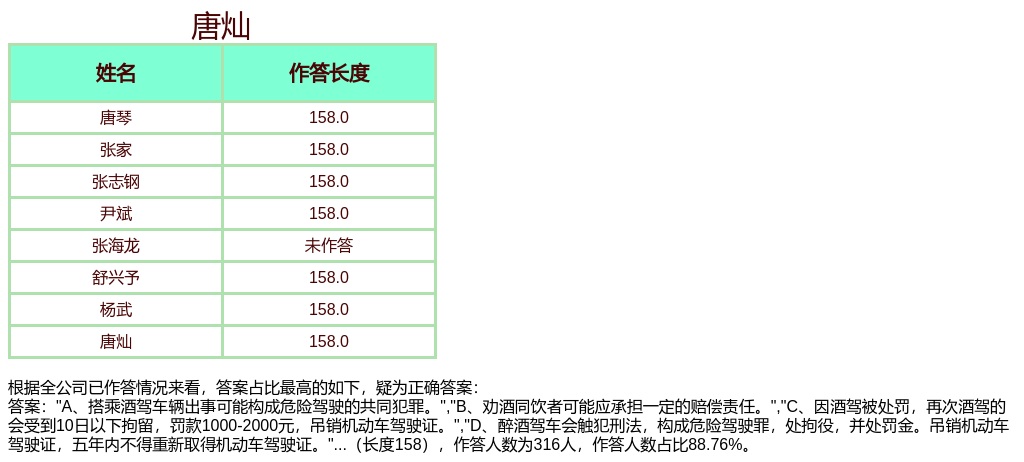 唐灿
姓名 作答长度
唐琴 158.0
张家 158.0
张志钢 158.0
尹斌 158.0
张海龙 未作答
舒兴予 158.0
杨武 158.0
唐灿 158.0
根据全公司已作答情况来看，答案占比最高的如下，疑为正确答案：
答案："A、搭乘酒驾车辆出事可能构成危险驾驶的共同犯罪。","B、劝酒同饮者可能应承担一定的赔偿责任。","C、因酒驾被处罚，再次酒驾的
会受到10日以下拘留，罚款1000-2000元，吊销机动车驾驶证。","D、醉酒驾车会触犯刑法，构成危险驾驶罪，处拘役，并处罚金。吊销机动车
驾驶证，五年内不得重新取得机动车驾驶证。"...（长度158），作答人数为316人，作答人数占比88.76%。